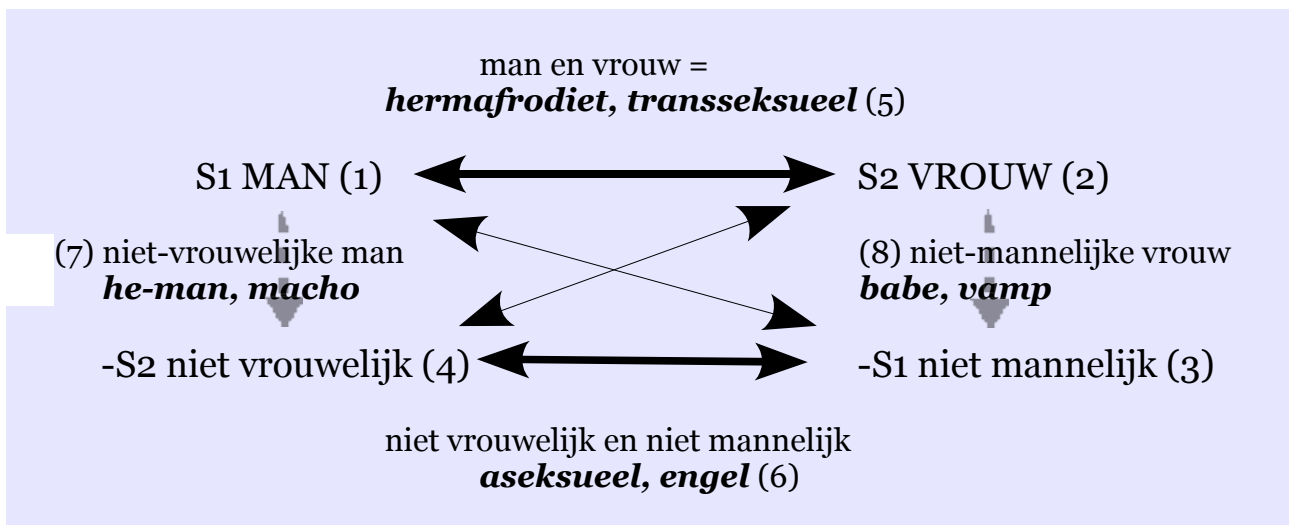 man en vrouw =
hermafrodiet, transseksueel (5)
S1 MAN (1)
S2 VROUW (2)
(7) niet-vrouwelijke man
he-man, macho
(8) niet-mannelijke vrouw
babe, vamp
-S2 niet vrouwelijk (4)
-S1 niet mannelijk (3)
niet vrouwelijk en niet mannelijk
aseksueel, engel (6)